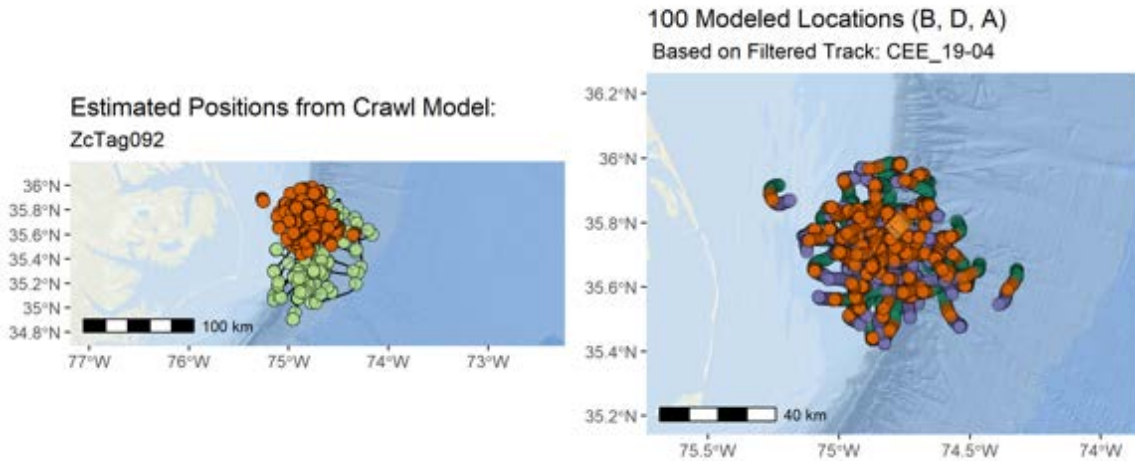 Estimated Positions from Crawl Model:
ZcTag092
36°N
35.8°N
35.6°N
35.4°N
35.2°N
35°N
34.8°N
100 km
77°W
76°W
75°W
74°W
73°W
100 Modeled Locations (B, D, A)
Based on Filtered Track: CEE_19-04
36.2°N
36°N
35.8°N
35.6°N
35.4°N
35.2°N
40 km
75.5°W
75°W
74.5°W
74°W